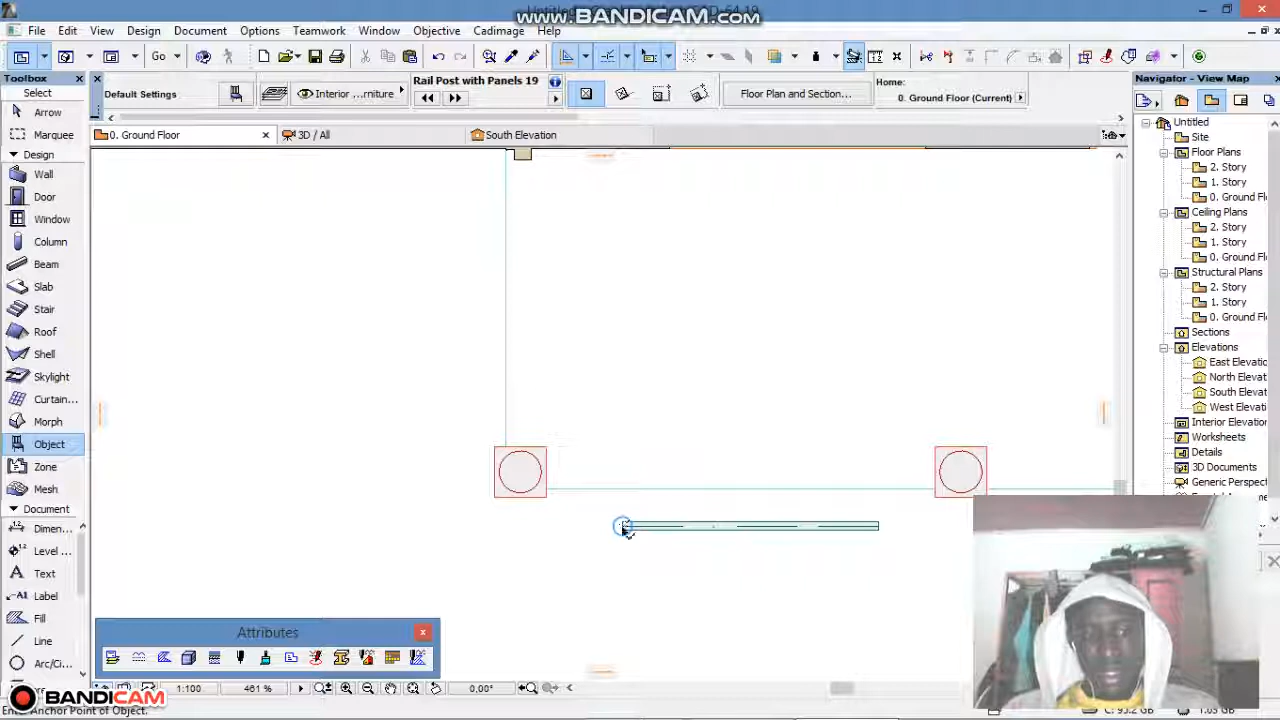 www.BANDICAM.com
File
Edit
View
Design
Document
Options
Teamwork
Window
Objective
Cadimage
Help
Toolbox
Select
Arrow
Marquee
Design
Wall
Door
Window
Column
Beam
Slab
Stair
Roof
Shell
Skylight
Curtain...
Morph
Object
Zone
Mesh
Document
Dimen...
Level ...
Text
Label
Fill
Line
Arc/Ci...
Go
Default Settings
Interior ...rniture
Rail Post with Panels 19
Floor Plan and Section...
Home:
0. Ground Floor (Current)
0. Ground Floor
3D / All
South Elevation
Navigator - View Map
Untitled
Site
Floor Plans
2. Story
1. Story
0. Ground Fl
Ceiling Plans
2. Story
1. Story
0. Ground Fl
Structural Plans
2. Story
1. Story
0. Ground Fl
Sections
Elevations
East Elevatio
North Elevat
South Elevat
West Elevati
Interior Elevation
Worksheets
Details
3D Documents
Generic Perspect
Attributes
1:100
461 %
0,00°
BANDICAM
Anchor Point of Object.